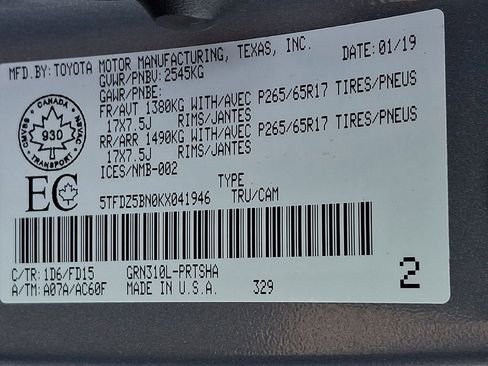 MFD.BY:TOYOTA MOTOR MANUFACTURING, TEXAS, INC. DATE:01/19
GVWR/PNBV:2545KG
GAWR/PNBE:
FR/AVT 1380KG WITH/AVEC P265/65R17 TIRES/PNEUS
17X7.5J RIMS/JANTES
RR/ARR 1490KG WITH/AVEC P265/65R17 TIRES/PNEUS
17X7.5J RIMS/JANTES
ICES/NMB-002
CANADA
CMVSS NSVAC
930
TRANSPORT
EC
TYPE
5TFDZ5BN0KX041946 TRU/CAM
C/TR:1D6/FD15 GRN310L-PRTSHA
A/TM:A07A/AC60F MADE IN U.S.A. 329
2